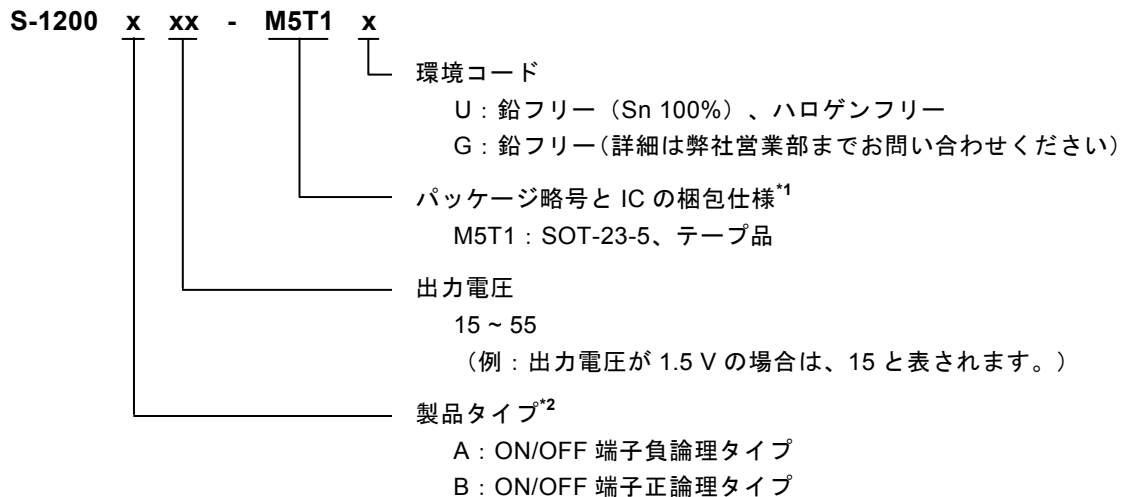 S-1200 x xx - M5T1 x
環境コード
U：鉛フリー（Sn 100%）、ハロゲンフリー
G：鉛フリー（詳細は弊社営業部までお問い合わせください）
パッケージ略号と IC の梱包仕様*1
M5T1：SOT-23-5、テープ品
出力電圧
15 ~ 55
（例：出力電圧が 1.5 V の場合は、15 と表されます。）
製品タイプ*2
A：ON/OFF 端子負論理タイプ
B：ON/OFF 端子正論理タイプ